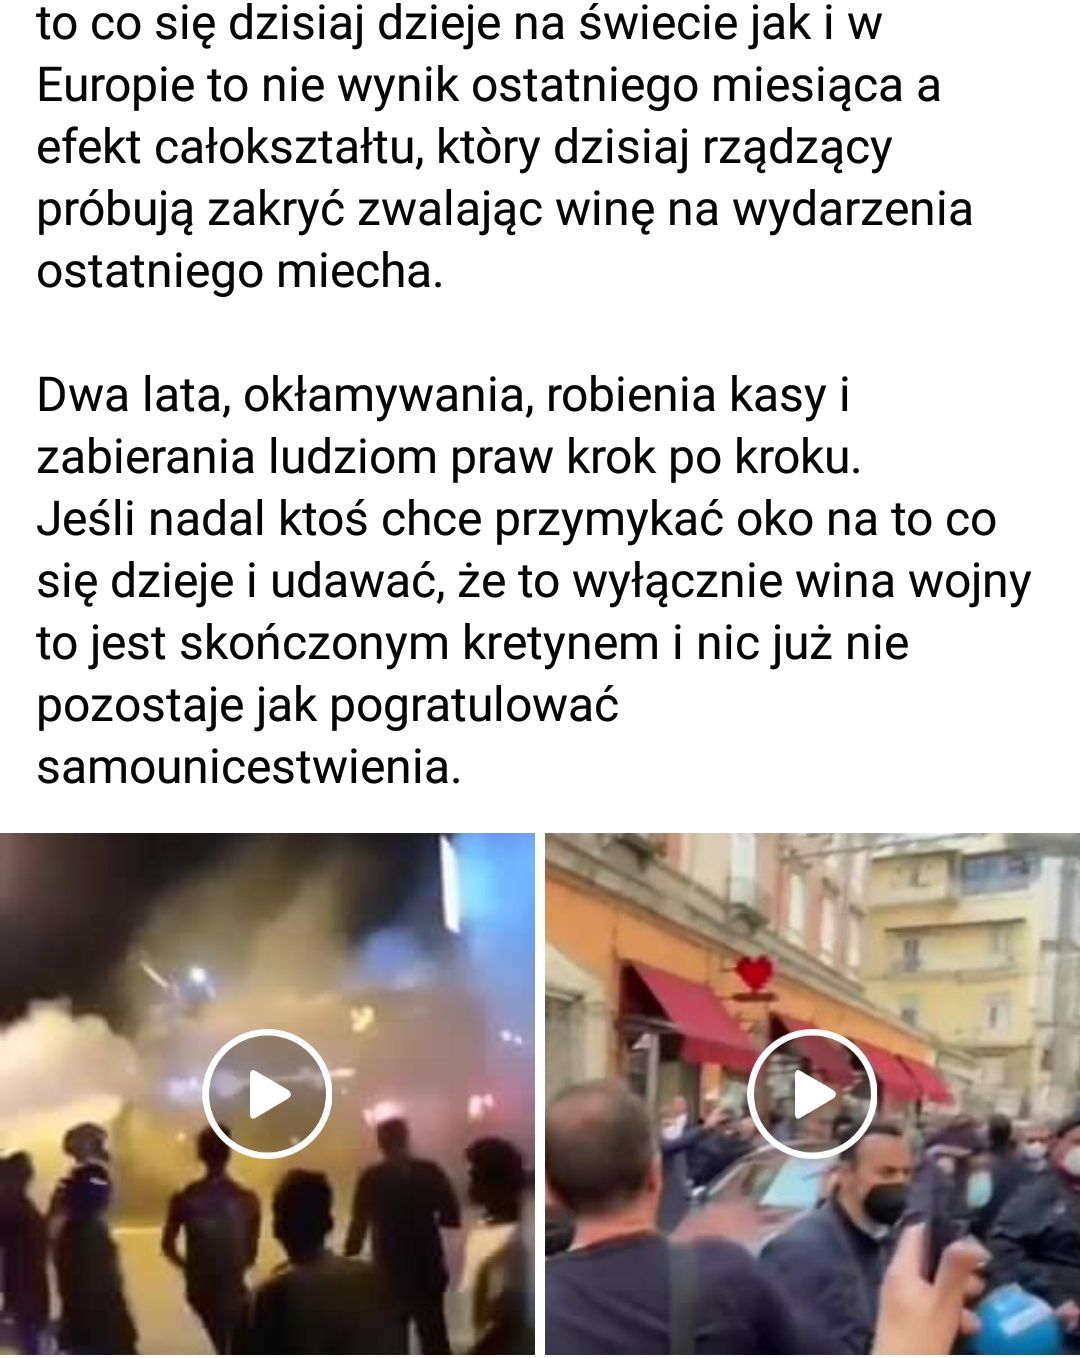 to co się dzisiaj dzieje na świecie jak i w
Europie to nie wynik ostatniego miesiąca a
efekt całokształtu, któ̀ry dzisiaj rządzący
próbują zakryć zwalając winę na wydarzenia
ostatniego miecha.
Dwa lata, okłamywania, robienia kasy i
zabierania ludziom praw krok po kroku.
Jeśli nadal ktoś chce przymykać oko na to co
się dzieje i udawać, że to wyłącznie wina wojny
to jest skończonym kretynem i nic już nie
pozostaje jak pogratulować
samounicestwienia.